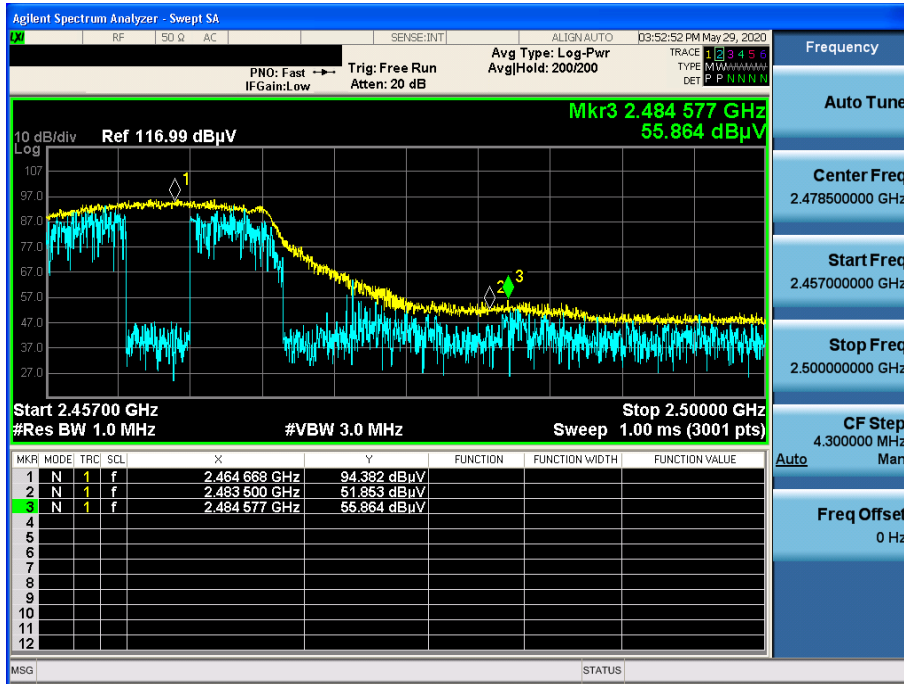 Agilent Spectrum Analyzer - Swept SA
LXI RF 50 Ω AC SENSE:INT ALIGN AUTO 03:52:52 PM May 29, 2020
PNO: Fast
IFGain:Low
Trig: Free Run
Atten: 20 dB
Avg Type: Log-Pwr
Avg|Hold: 200/200
TRACE 1 2 3 4 5 6
TYPE MWWWWW
DET P P N N N N
Mkr3 2.484 577 GHz
55.864 dBµV
10 dB/div Ref 116.99 dBµV
Log
107
97.0
87.0
77.0
67.0
57.0
47.0
37.0
27.0
1
2
3
Start 2.45700 GHz Stop 2.50000 GHz
#Res BW 1.0 MHz #VBW 3.0 MHz Sweep 1.00 ms (3001 pts)
MKR MODE TRC SCL X Y FUNCTION FUNCTION WIDTH FUNCTION VALUE
1 N 1 f 2.464 668 GHz 94.382 dBµV
2 N 1 f 2.483 500 GHz 51.853 dBµV
3 N 1 f 2.484 577 GHz 55.864 dBµV
4
5
6
7
8
9
10
11
12
MSG STATUS
Frequency
Auto Tune
Center Freq
2.478500000 GHz
Start Freq
2.457000000 GHz
Stop Freq
2.500000000 GHz
CF Step
4.300000 MHz
Auto Man
Freq Offset
0 Hz